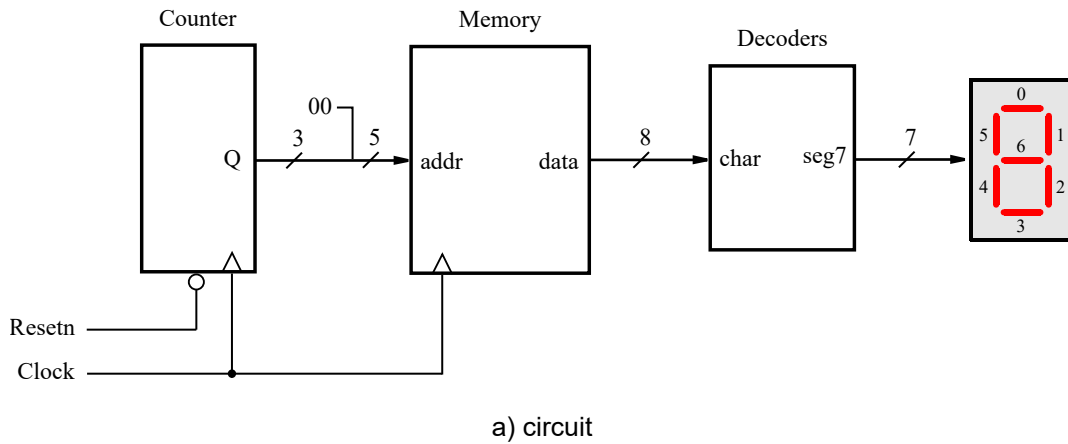 Counter
Memory
Decoders
00
3
5
8
7
Q
addr
data
char
seg7
0
5
1
6
4
2
3
Resetn
Clock
a) circuit